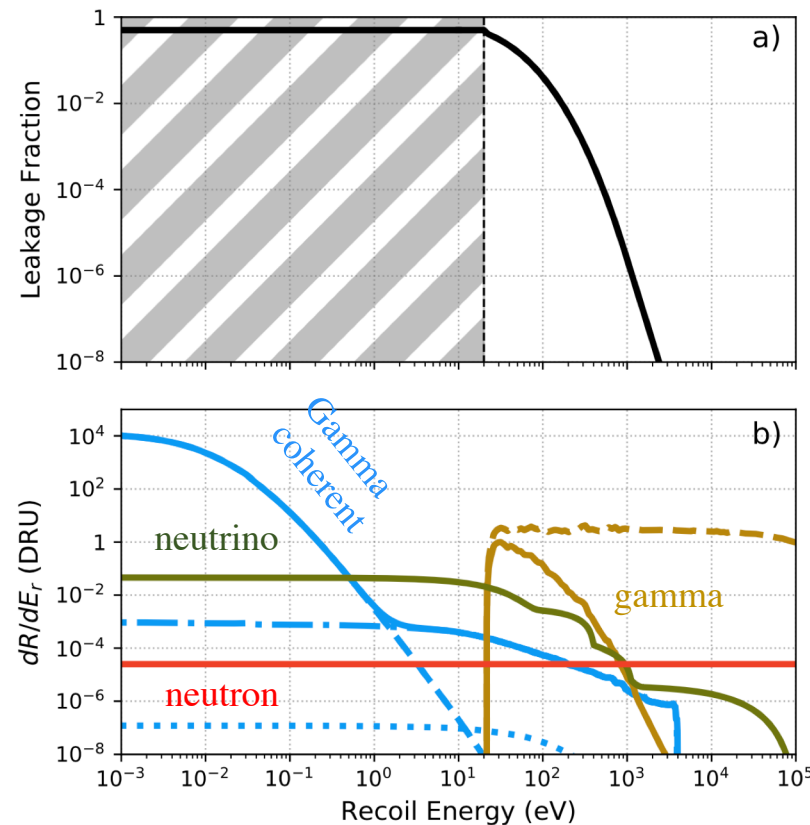 a)
Leakage Fraction
1
10⁻²
10⁻⁴
10⁻⁶
10⁻⁸
b)
dR/dEᵣ (DRU)
10⁴
10²
1
10⁻²
10⁻⁴
10⁻⁶
10⁻⁸
Gamma
coherent
neutrino
gamma
neutron
10⁻³ 10⁻² 10⁻¹ 10⁰ 10¹ 10² 10³ 10⁴ 10⁵
Recoil Energy (eV)